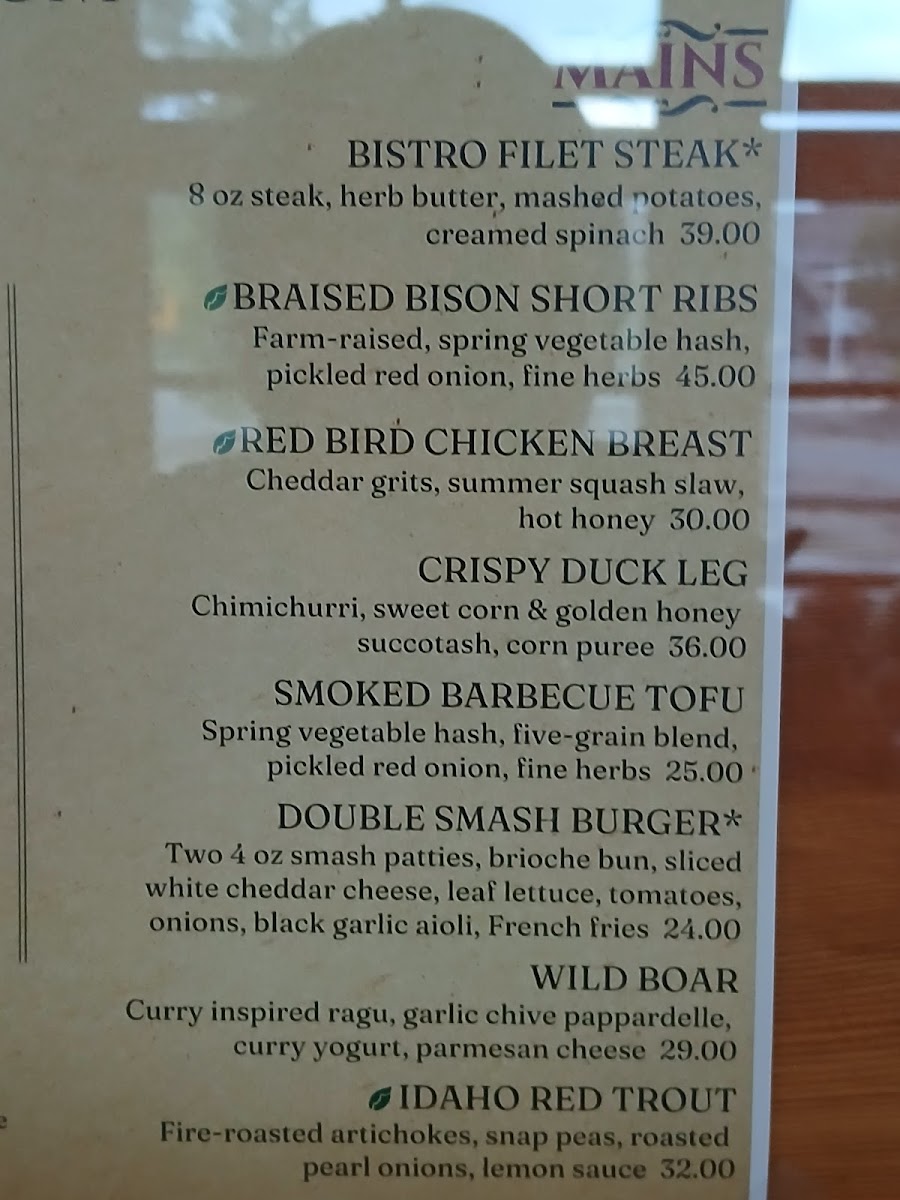 MAINS
BISTRO FILET STEAK*
8 oz steak, herb butter, mashed potatoes,
creamed spinach 39.00
BRAISED BISON SHORT RIBS
Farm-raised, spring vegetable hash,
pickled red onion, fine herbs 45.00
RED BIRD CHICKEN BREAST
Cheddar grits, summer squash slaw,
hot honey 30.00
CRISPY DUCK LEG
Chimichurri, sweet corn & golden honey
succotash, corn puree 36.00
SMOKED BARBECUE TOFU
Spring vegetable hash, five-grain blend,
pickled red onion, fine herbs 25.00
DOUBLE SMASH BURGER*
Two 4 oz smash patties, brioche bun, sliced
white cheddar cheese, leaf lettuce, tomatoes,
onions, black garlic aioli, French fries 24.00
WILD BOAR
Curry inspired ragu, garlic chive pappardelle,
curry yogurt, parmesan cheese 29.00
IDAHO RED TROUT
Fire-roasted artichokes, snap peas, roasted
pearl onions, lemon sauce 32.00